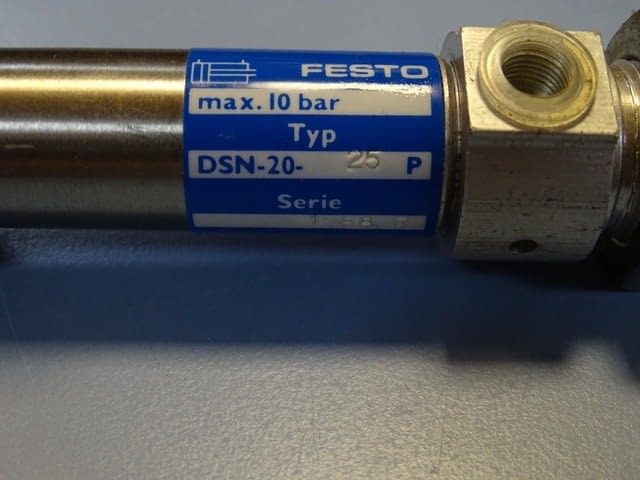 FESTO
max. 10 bar
Typ
DSN-20- 25 P
Serie